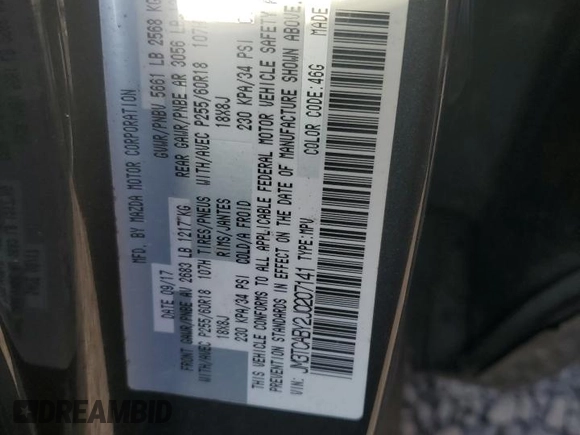 MFD. BY MAZDA MOTOR CORPORATION
DATE: 09/17
GVWR/PNBV 5661 LB 2568 KG
FRONT GAWR/PNBE AV 2683 LB 1217 KG
REAR GAWR/PNBE AR 3056 LB
WITH/AVEC P255/60R18 107H TIRES/PNEUS
WITH/AVEC P255/60R18 107H
18X8J RIMS/JANTES
18X8J
230 KPA/34 PSI COLD/A FROID
230 KPA/34 PSI C
THIS VEHICLE CONFORMS TO ALL APPLICABLE FEDERAL MOTOR VEHICLE SAFETY
PREVENTION STANDARDS IN EFFECT ON THE DATE OF MANUFACTURE SHOWN ABOVE.
VIN: JM3TCABY2J0207141 TYPE:MPV
COLOR CODE:46G
DREAMBID